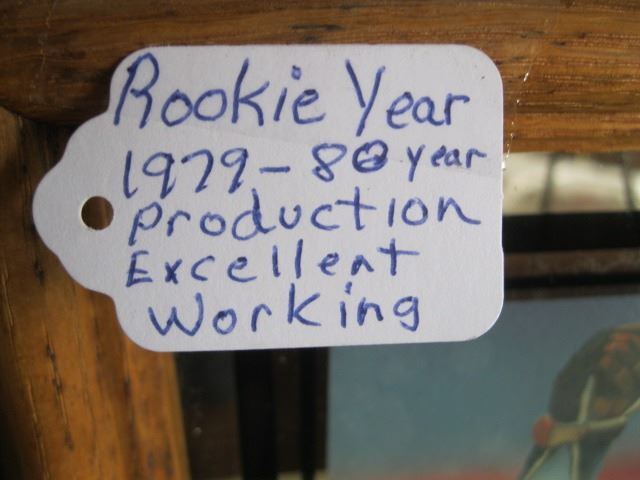 Rookie Year
1979-80 year
production
Excellent
Working